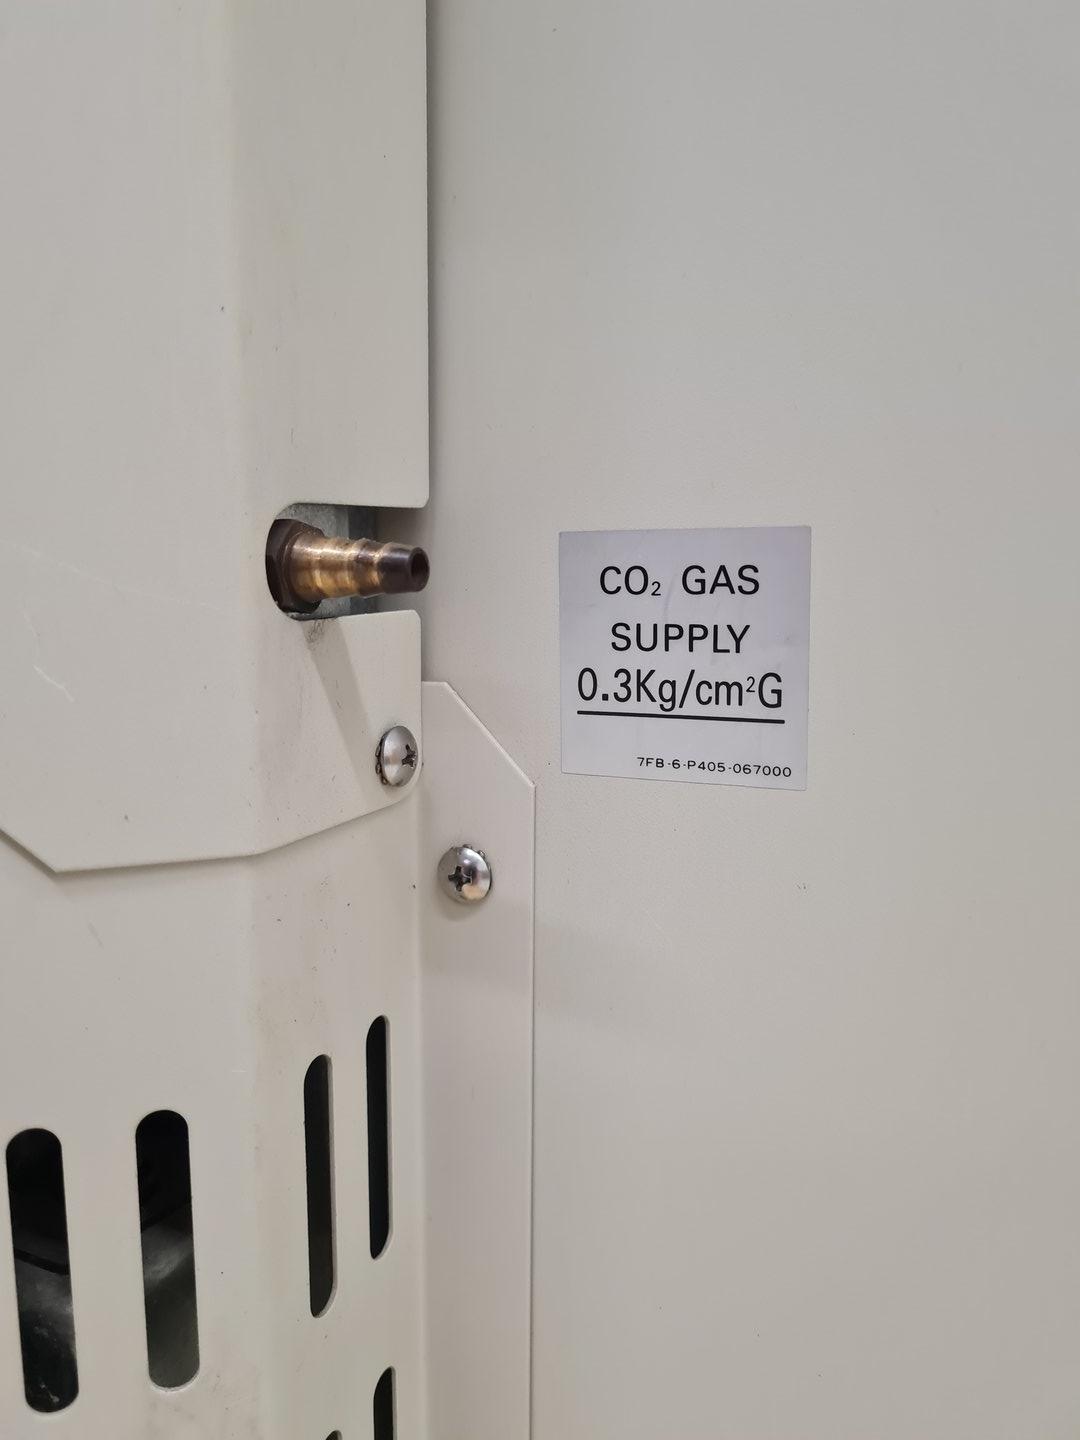 CO₂ GAS
SUPPLY
0.3Kg/cm²G
7FB-6-P405-067000